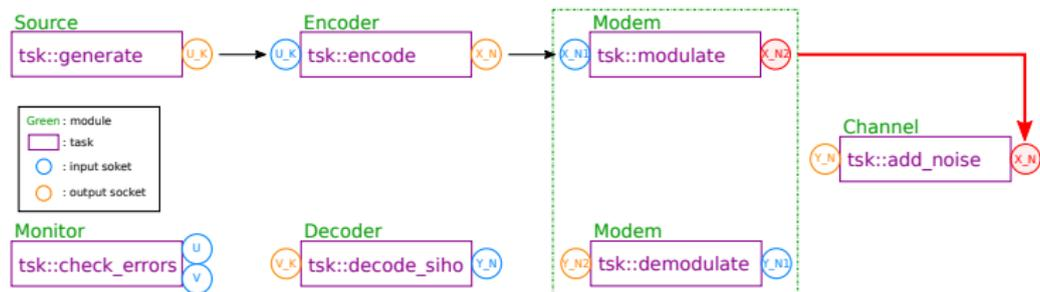 Source
Encoder
Modem
tsk::generate
U_K
U_K
tsk::encode
X_N
X_N1
tsk::modulate
X_N2
Green : module
: task
: input soket
: output socket
Channel
Y_N
tsk::add_noise
X_N
Monitor
Decoder
Modem
tsk::check_errors
U
V
V_K
tsk::decode_siho
Y_N
Y_N2
tsk::demodulate
Y_N1